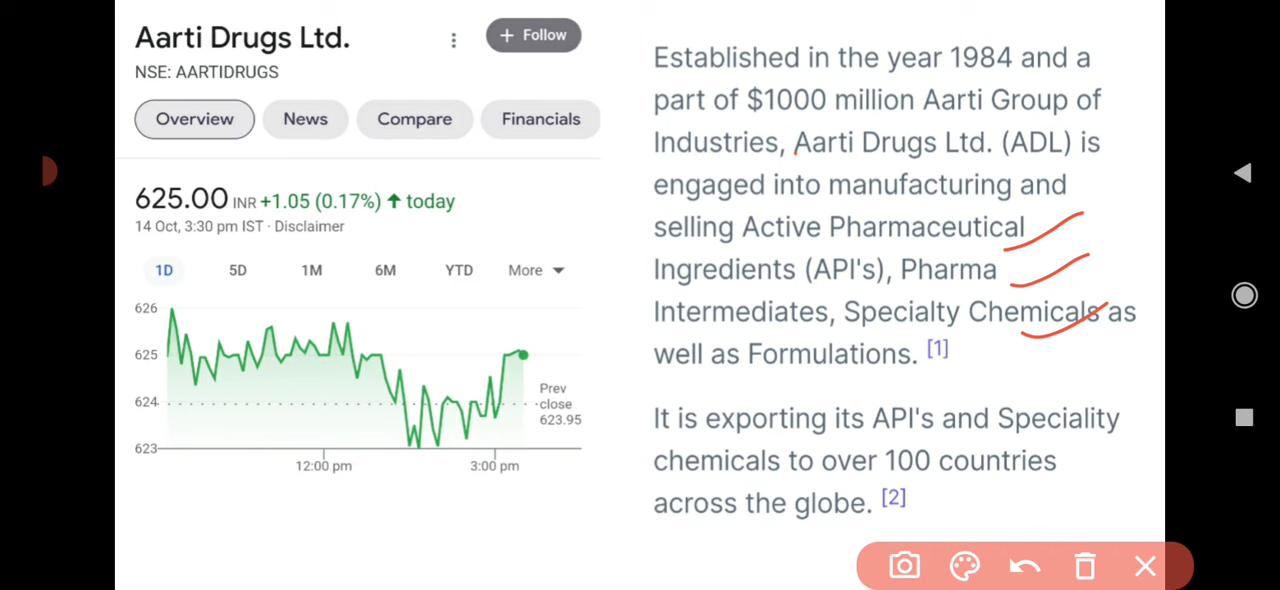 Aarti Drugs Ltd.
+ Follow
NSE: AARTIDRUGS
Overview
News
Compare
Financials
625.00 INR +1.05 (0.17%) ↑ today
14 Oct, 3:30 pm IST · Disclaimer
1D
5D
1M
6M
YTD
More
626
625
624
623
Prev
close
623.95
12:00 pm
3:00 pm
Established in the year 1984 and a
part of $1000 million Aarti Group of
Industries, Aarti Drugs Ltd. (ADL) is
engaged into manufacturing and
selling Active Pharmaceutical
Ingredients (API's), Pharma
Intermediates, Specialty Chemicals as
well as Formulations. [1]
It is exporting its API's and Speciality
chemicals to over 100 countries
across the globe. [2]